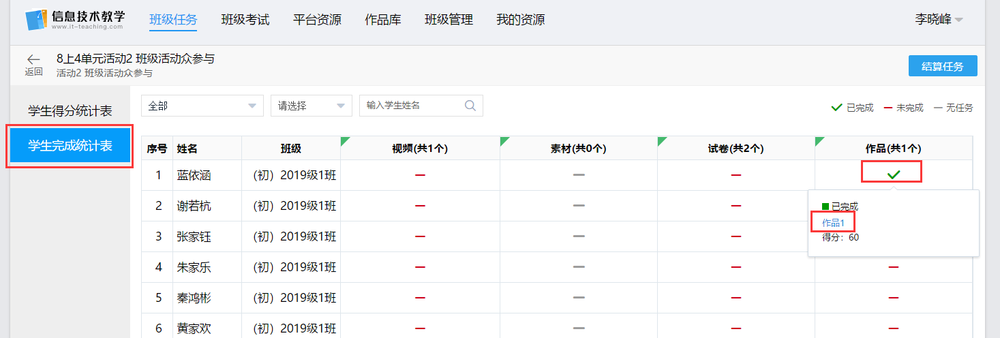 信息技术教学
www.it-teaching.com
班级任务 班级考试 平台资源 作品库 班级管理 我的资源
李晓峰
返回
8上4单元活动2 班级活动众参与
活动2 班级活动众参与
结算任务
学生得分统计表
学生完成统计表
全部 请选择 输入学生姓名
已完成 未完成 无任务
序号 姓名 班级 视频(共1个) 素材(共0个) 试卷(共2个) 作品(共1个)
1 蓝依涵 (初)2019级1班
2 谢若杭 (初)2019级1班
3 张家钰 (初)2019级1班
4 朱家乐 (初)2019级1班
5 秦鸿彬 (初)2019级1班
6 黄家欢 (初)2019级1班
已完成
作品1
得分：60